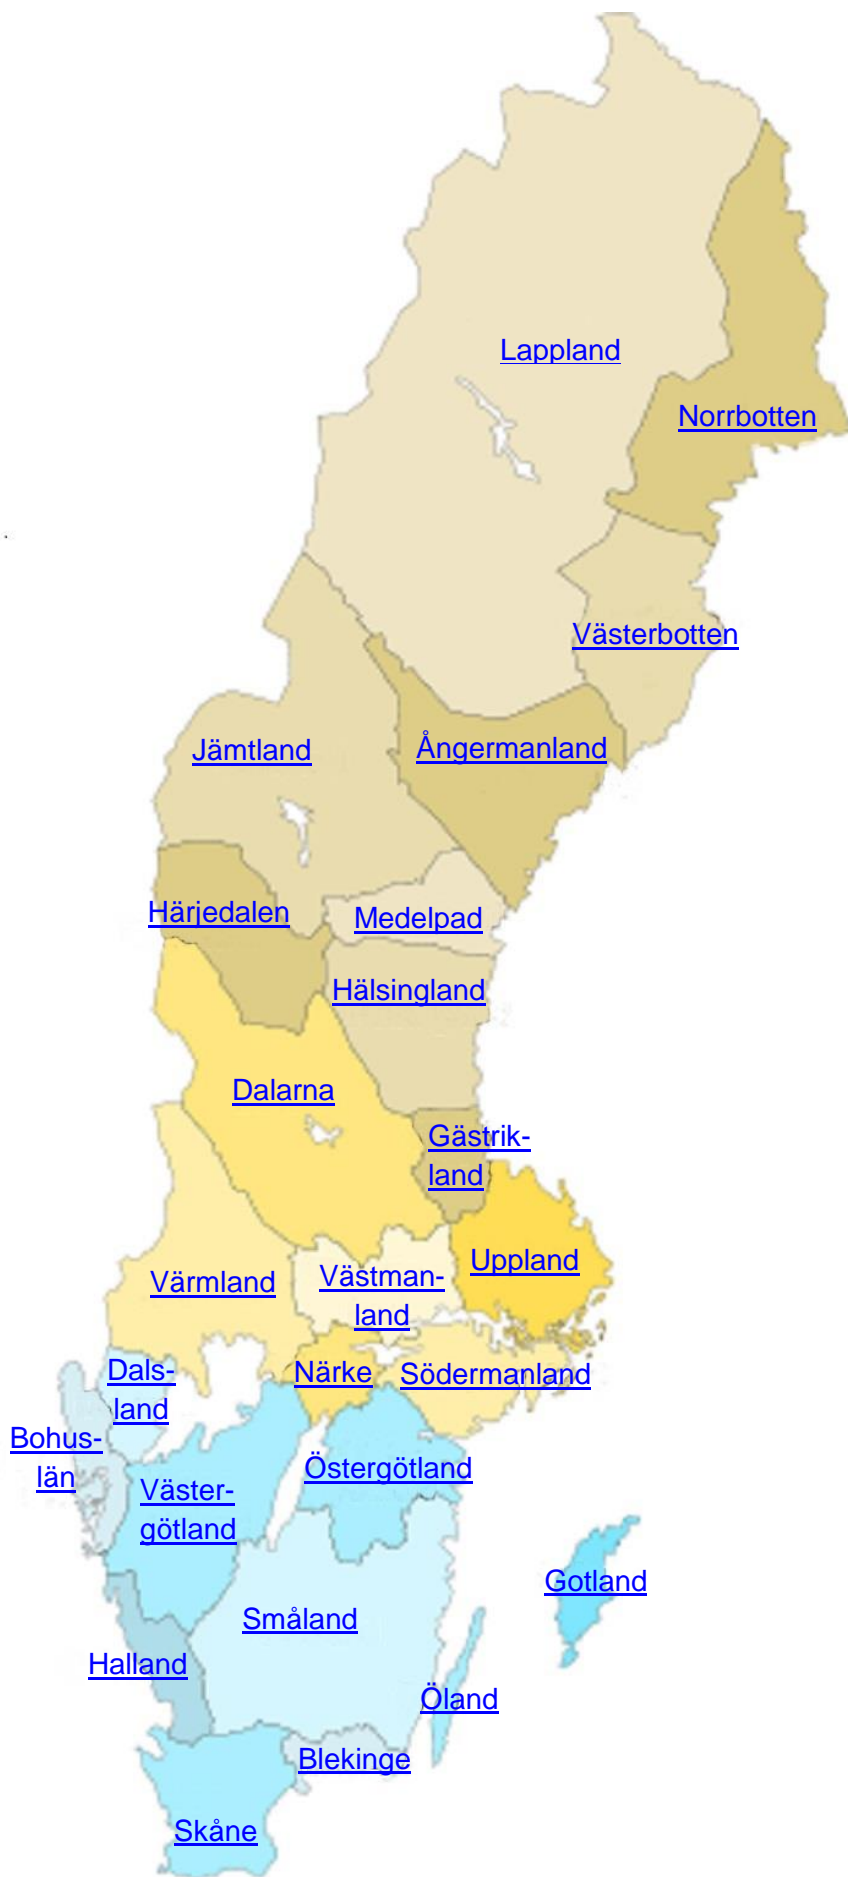 Lappland
Norrbotten
Västerbotten
Jämtland
Ångermanland
Härjedalen
Medelpad
Hälsingland
Dalarna
Gästrik-
land
Uppland
Värmland
Västman-
land
Dals-
land
Närke
Södermanland
Bohus-
län
Östergötland
Väster-
götland
Gotland
Småland
Halland
Öland
Blekinge
Skåne